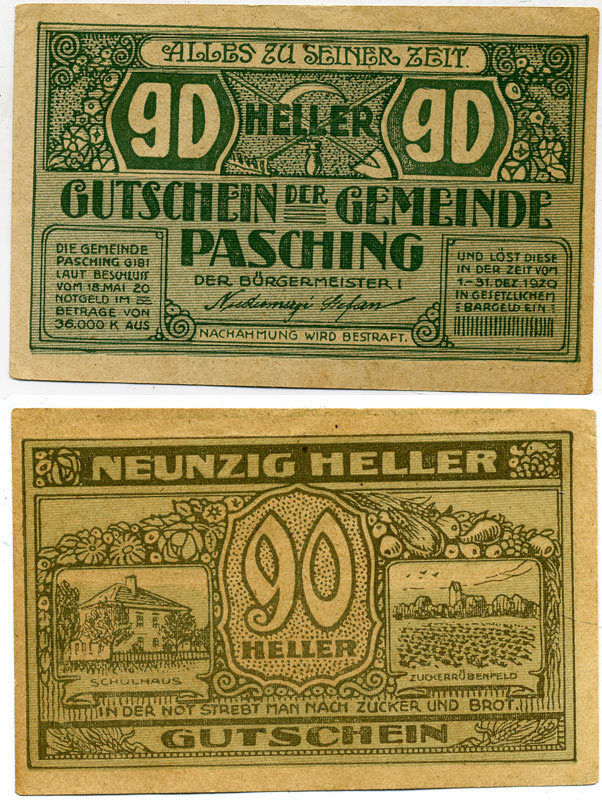 ALLES ZU SEINER ZEIT.
90 HELLER 90
GUTSCHEIN DER GEMEINDE
PASCHING
DIE GEMEINDE
PASCHING GIBT
LAUT BESCHLUSS
VOM 18. MAI 20
NOTGELD IM
BETRAGE VON
36.000 K AUS
DER BÜRGERMEISTER:
NACHAHMUNG WIRD BESTRAFT.
UND LÖST DIESE
IN DER ZEIT VOM
1.-31. DEZ. 1920
IN GESETZLICHEM
BARGELD EIN
NEUNZIG HELLER
90
HELLER
SCHULHAUS
ZUCKERRÜBENFELD
IN DER NOT STREBT MAN NACH ZUCKER UND BROT.
GUTSCHEIN